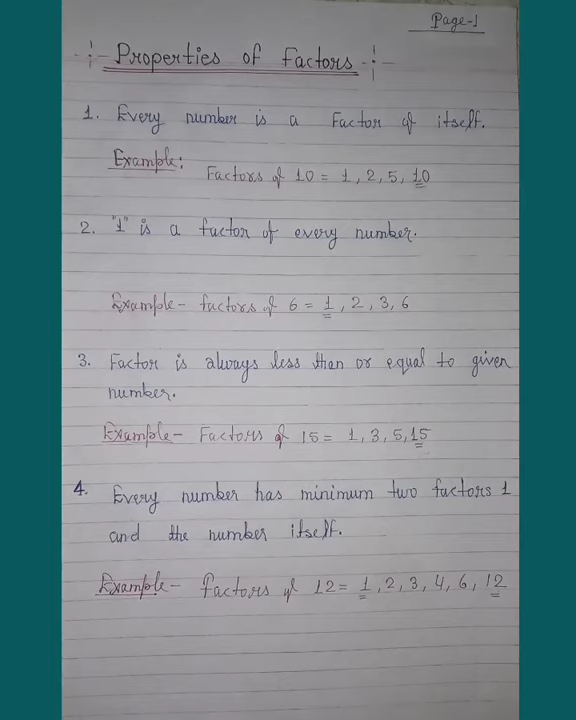 Page-1
Properties of Factors
1. Every number is a Factor of itself.
Example: Factors of 10 = 1, 2, 5, 10
2. "1" is a factor of every number.
Example- factors of 6 = 1, 2, 3, 6
3. Factor is always less than or equal to given
number.
Example- Factors of 15 = 1, 3, 5, 15
4. Every number has minimum two factors 1
and the number itself.
Example- factors of 12 = 1, 2, 3, 4, 6, 12